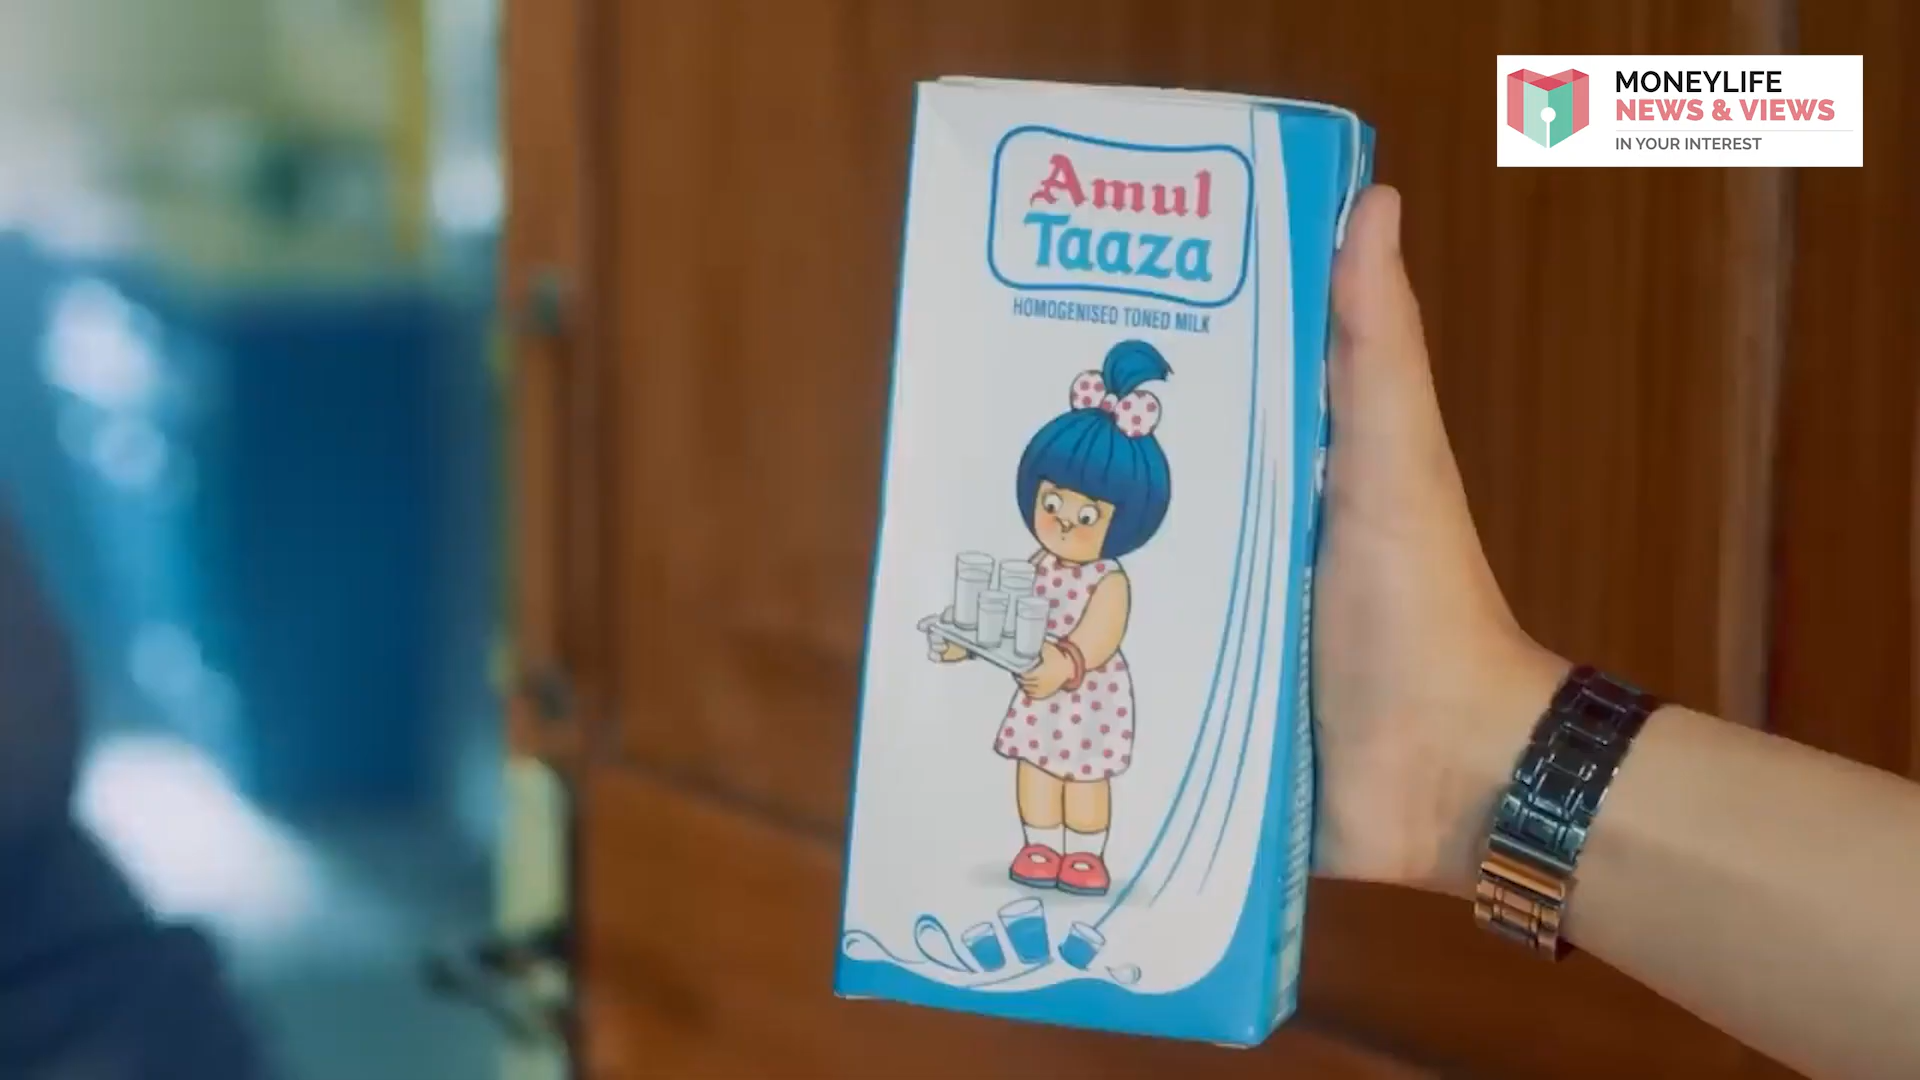 Amul
Taaza
HOMOGENISED TONED MILK
MONEYLIFE
NEWS & VIEWS
IN YOUR INTEREST